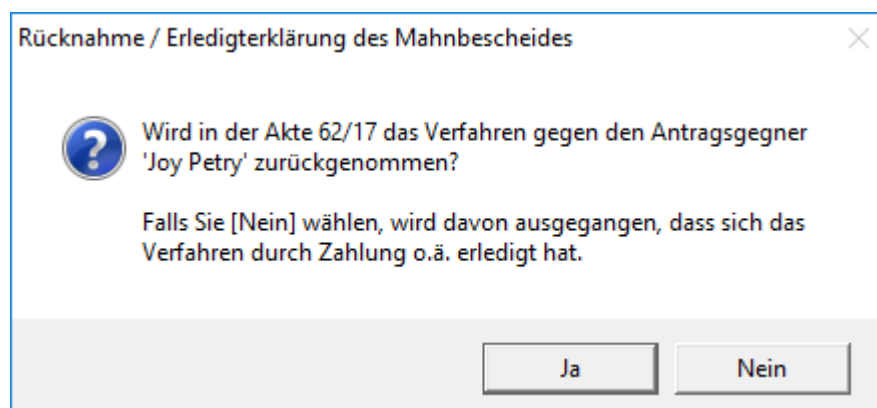 Rücknahme / Erledigterklärung des Mahnbescheides
Wird in der Akte 62/17 das Verfahren gegen den Antragsgegner
'Joy Petry' zurückgenommen?
Falls Sie [Nein] wählen, wird davon ausgegangen, dass sich das
Verfahren durch Zahlung o.ä. erledigt hat.
Ja
Nein